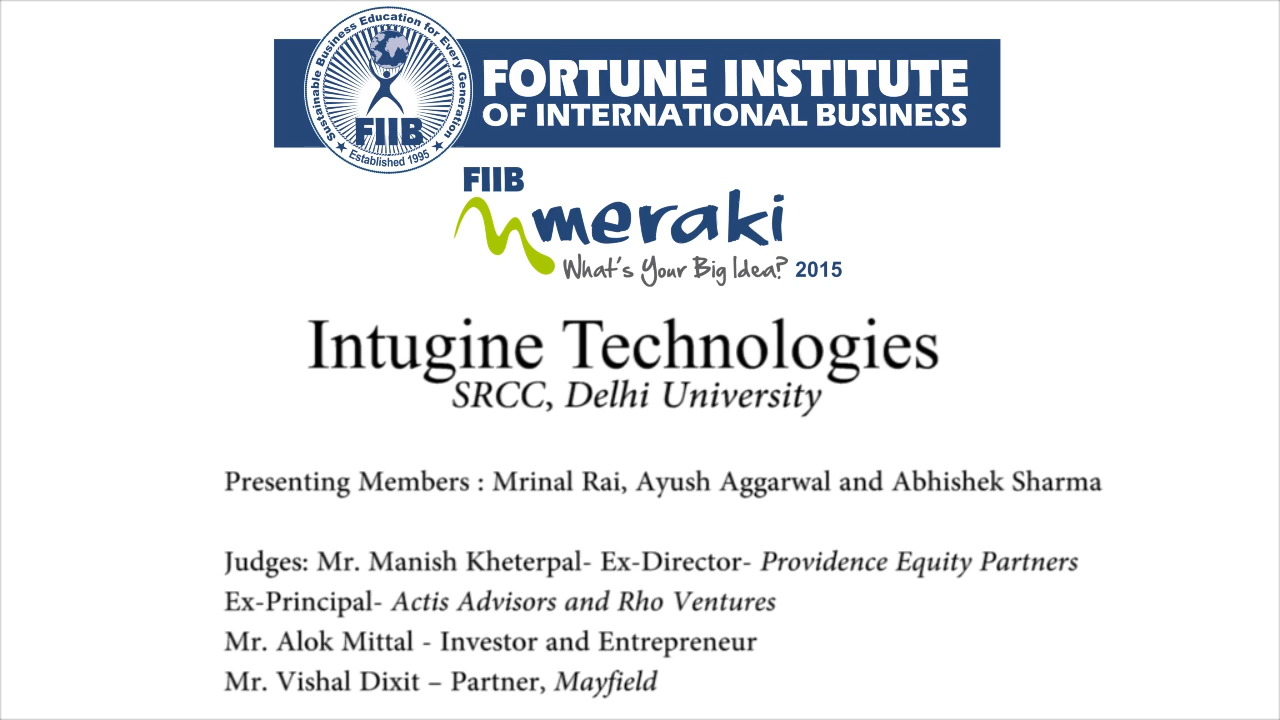 Sustainable Business Education for Every Generation
FIIB
★ Established 1995 ★
FORTUNE INSTITUTE
OF INTERNATIONAL BUSINESS
FIIB
meraki
What's Your Big Idea? 2015
Intugine Technologies
SRCC, Delhi University
Presenting Members : Mrinal Rai, Ayush Aggarwal and Abhishek Sharma
Judges: Mr. Manish Kheterpal- Ex-Director- Providence Equity Partners
Ex-Principal- Actis Advisors and Rho Ventures
Mr. Alok Mittal - Investor and Entrepreneur
Mr. Vishal Dixit – Partner, Mayfield